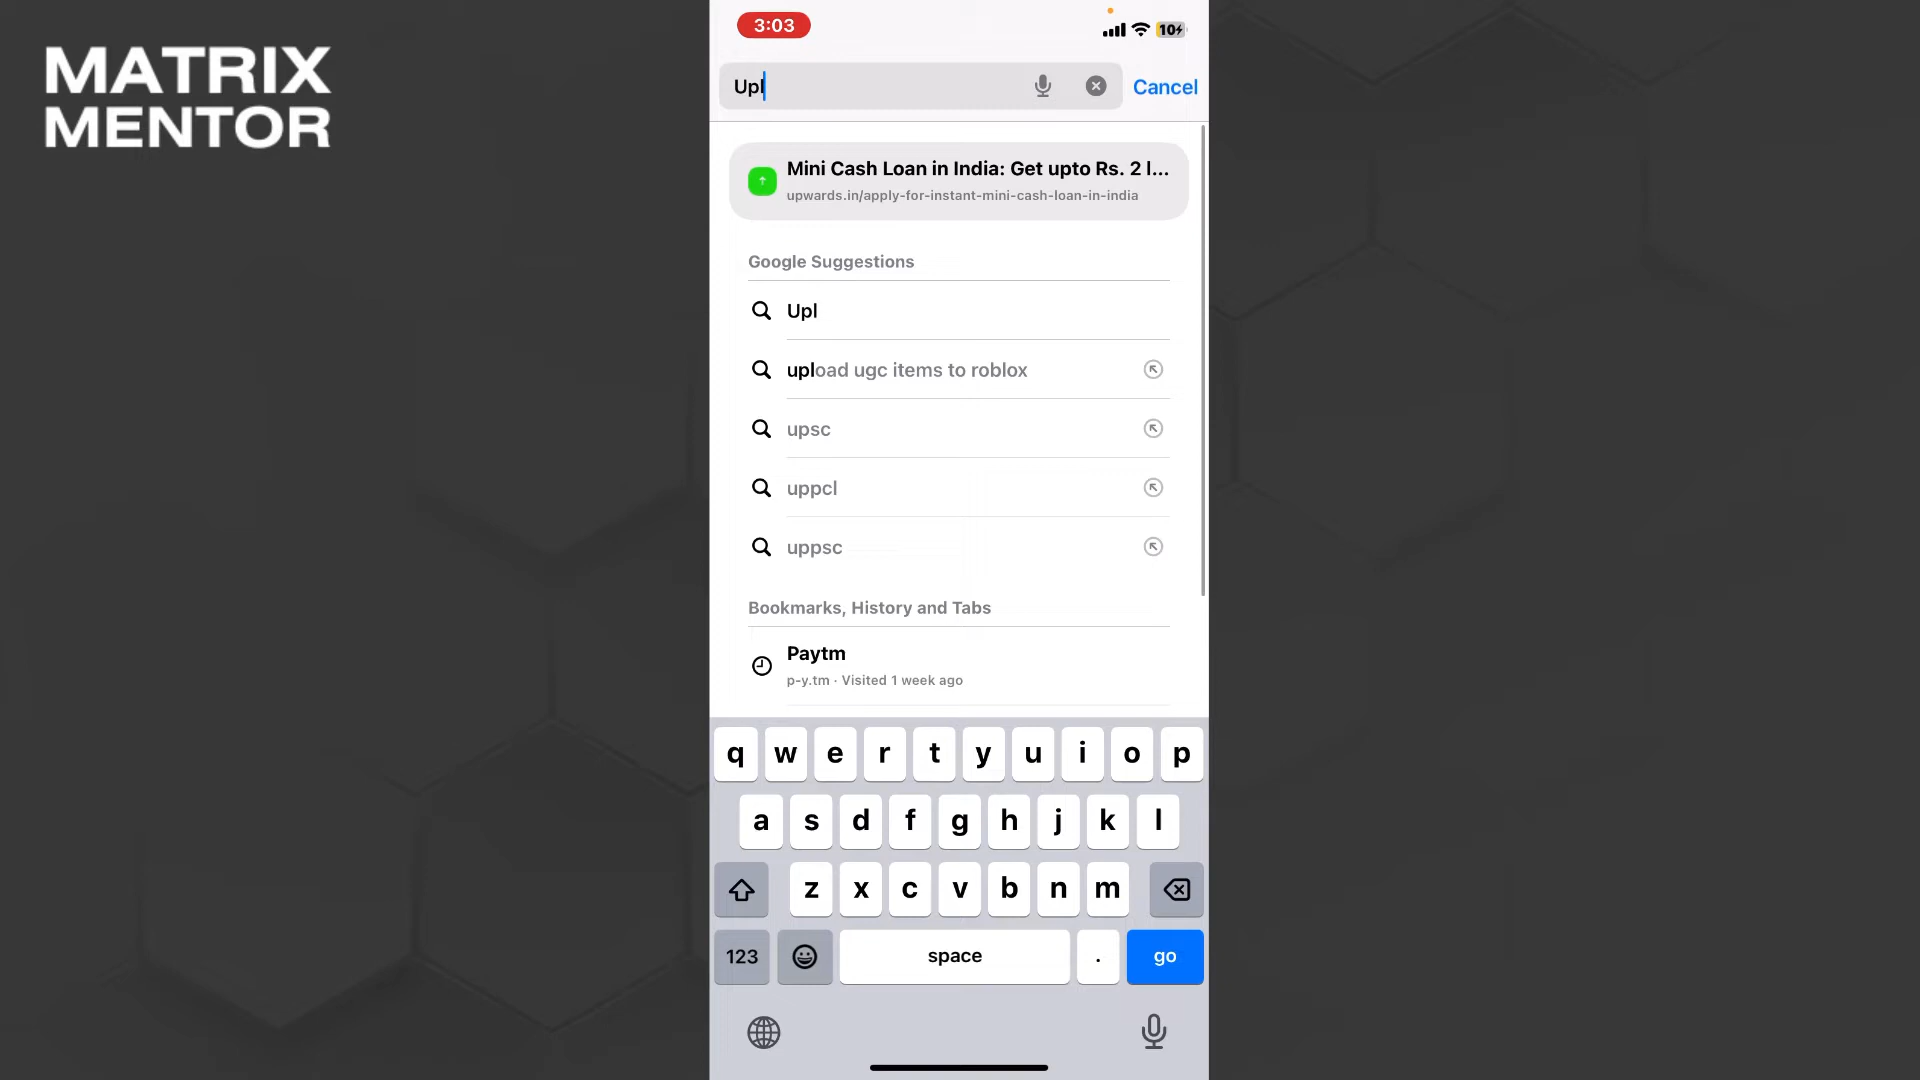 MATRIX
MENTOR
3:03
10
Upl
Cancel
Mini Cash Loan in India: Get upto Rs. 2 l...
upwards.in/apply-for-instant-mini-cash-loan-in-india
Google Suggestions
Upl
upload ugc items to roblox
upsc
uppcl
uppsc
Bookmarks, History and Tabs
Paytm
p-y.tm · Visited 1 week ago
q w e r t y u i o p
a s d f g h j k l
z x c v b n m
123 space . go